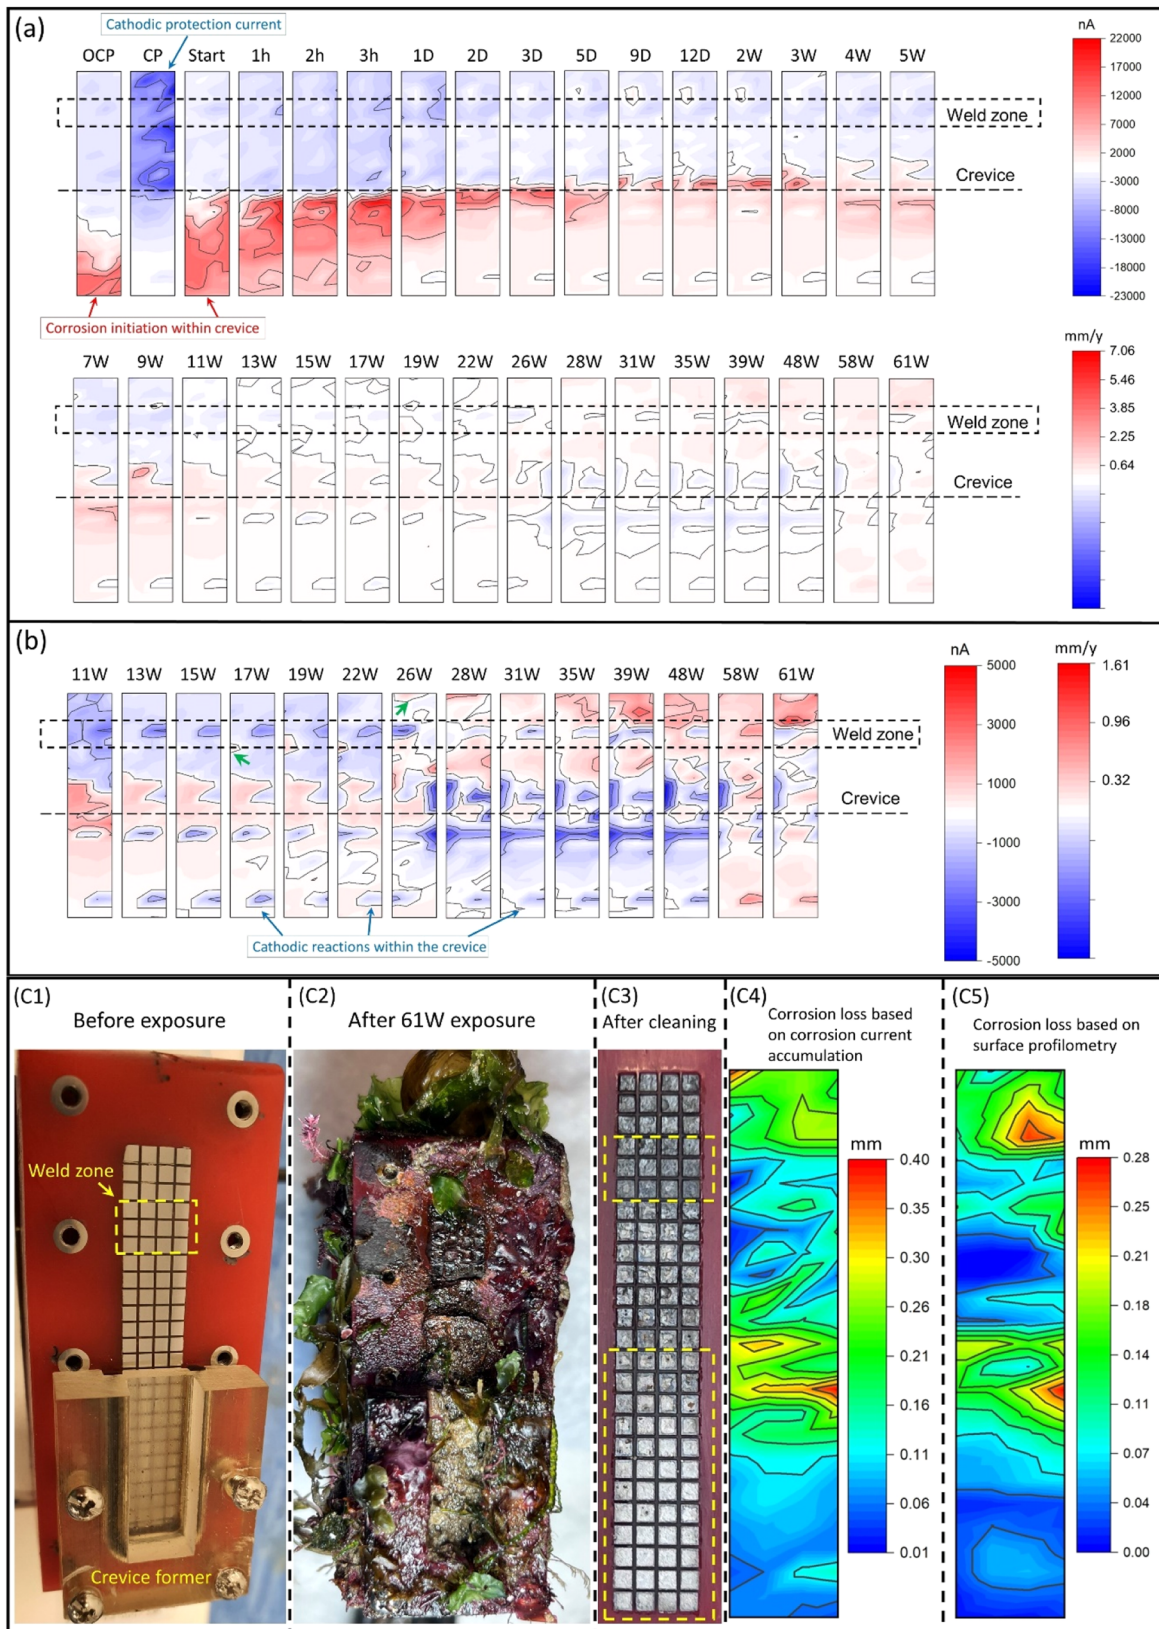 (a)
Cathodic protection current
OCP CP Start 1h 2h 3h 1D 2D 3D 5D 9D 12D 2W 3W 4W 5W
nA
22000
17000
12000
7000
2000
-3000
-8000
-13000
-18000
-23000
Weld zone
Crevice
Corrosion initiation within crevice
7W 9W 11W 13W 15W 17W 19W 22W 26W 28W 31W 35W 39W 48W 58W 61W
mm/y
7.06
5.46
3.85
2.25
0.64
Weld zone
Crevice
(b)
11W 13W 15W 17W 19W 22W 26W 28W 31W 35W 39W 48W 58W 61W
nA
5000
3000
1000
-1000
-3000
-5000
mm/y
1.61
0.96
0.32
Weld zone
Crevice
Cathodic reactions within the crevice
(C1)
Before exposure
Weld zone
Crevice former
(C2)
After 61W exposure
(C3)
After cleaning
(C4)
Corrosion loss based
on corrosion current
accumulation
mm
0.40
0.36
0.30
0.26
0.21
0.16
0.11
0.06
0.01
(C5)
Corrosion loss based on
surface profilometry
mm
0.28
0.25
0.21
0.18
0.14
0.11
0.07
0.04
0.00